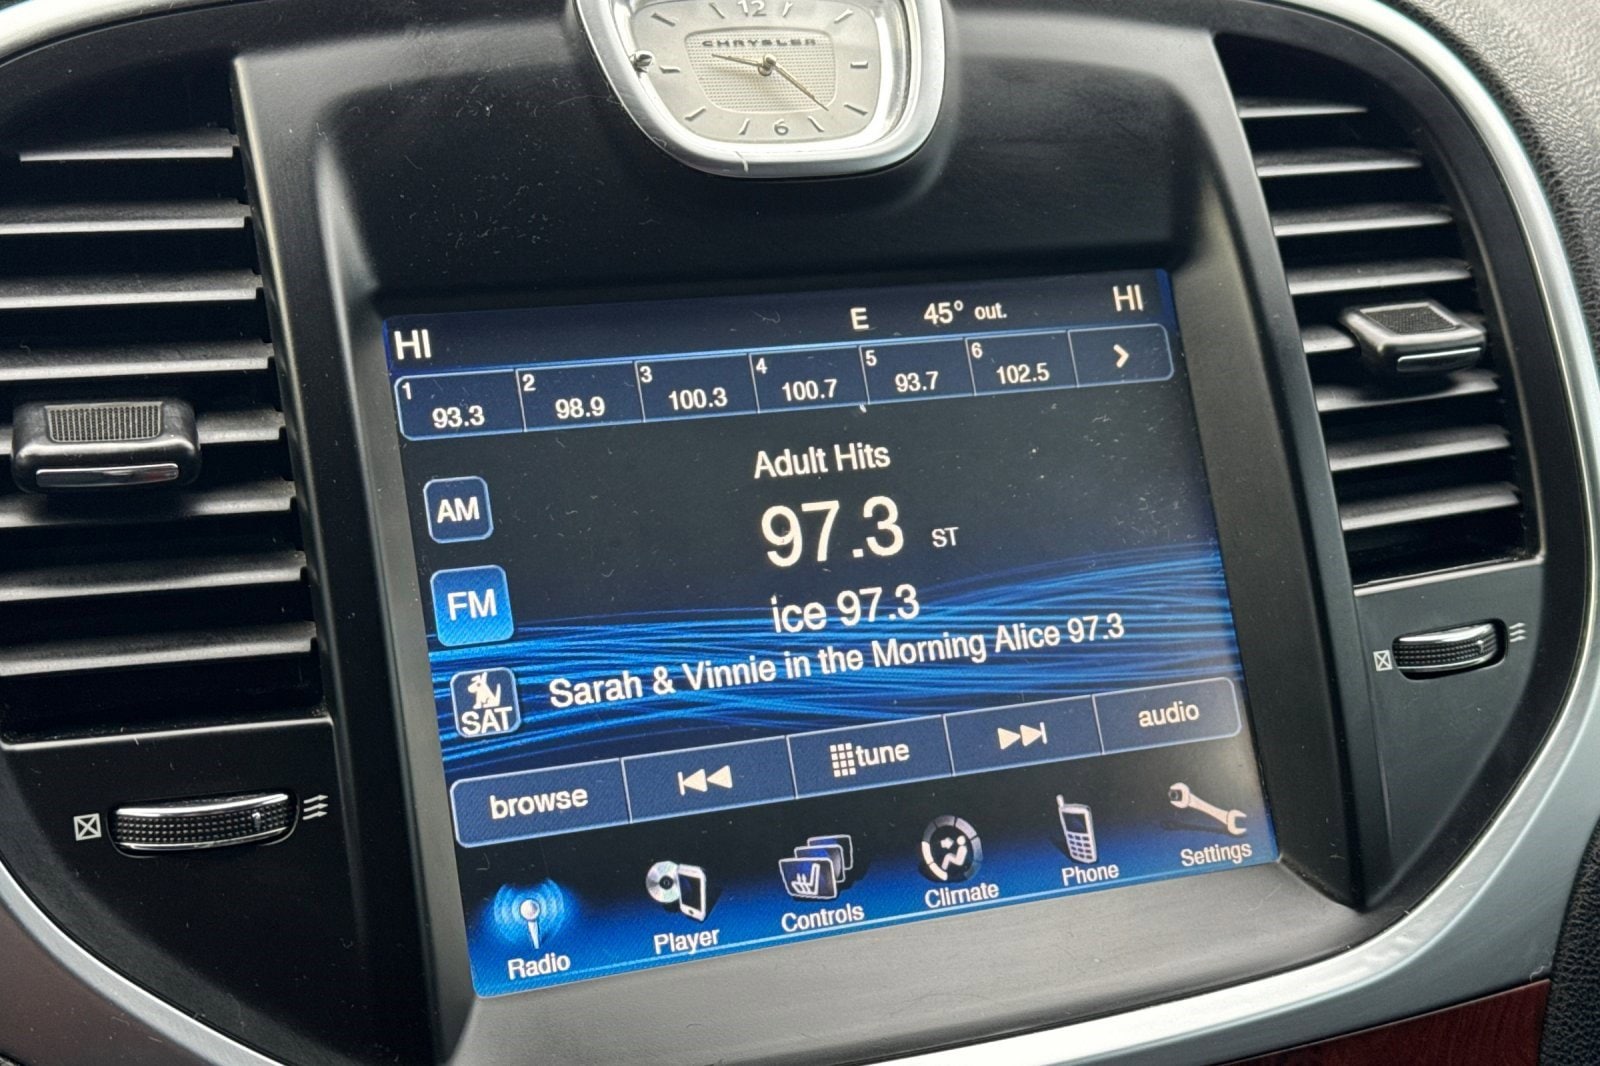 12
CHRYSLER
6
HI E 45° out. HI
1 93.3 2 98.9 3 100.3 4 100.7 5 93.7 6 102.5
Adult Hits
AM
97.3 ST
FM
ice 97.3
Sarah & Vinnie in the Morning Alice 97.3
SAT
browse tune audio
Radio Player Controls Climate Phone Settings